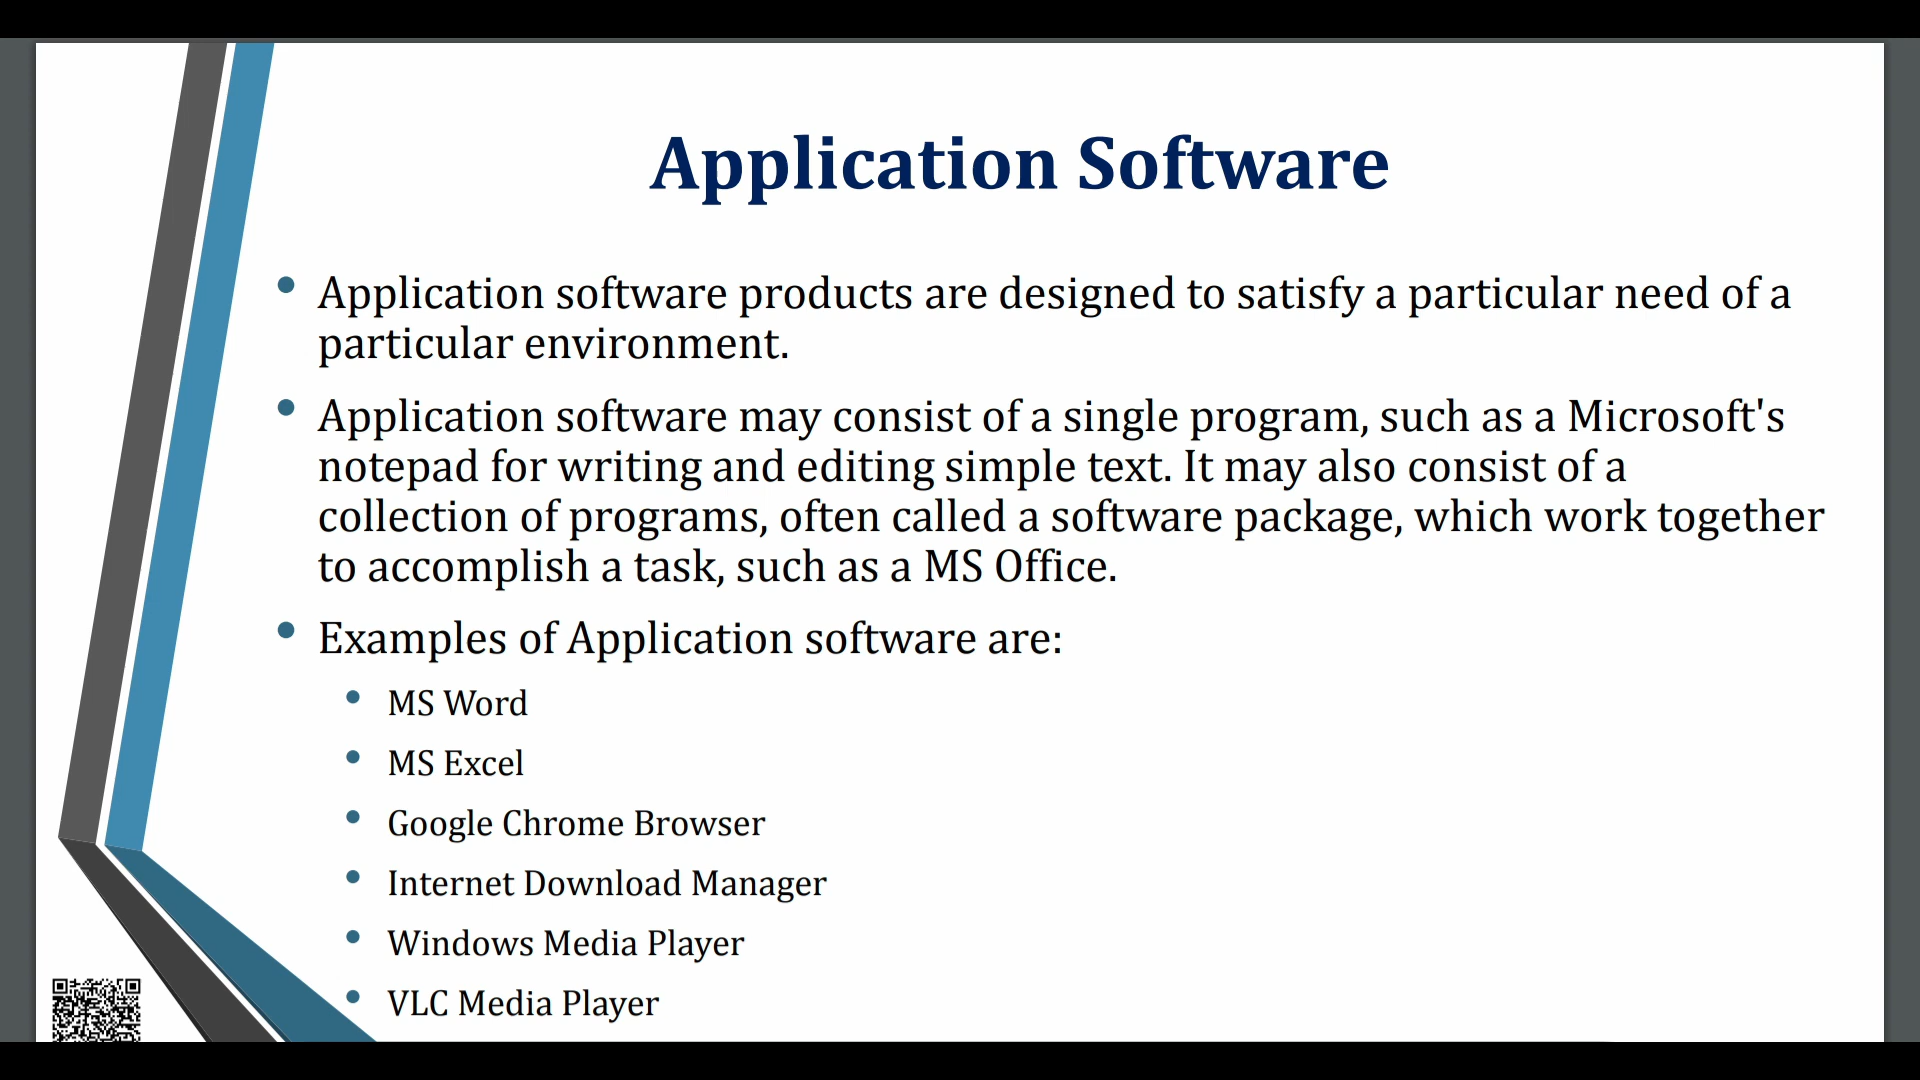 Application Software
• Application software products are designed to satisfy a particular need of a
particular environment.
• Application software may consist of a single program, such as a Microsoft's
notepad for writing and editing simple text. It may also consist of a
collection of programs, often called a software package, which work together
to accomplish a task, such as a MS Office.
• Examples of Application software are:
• MS Word
• MS Excel
• Google Chrome Browser
• Internet Download Manager
• Windows Media Player
• VLC Media Player